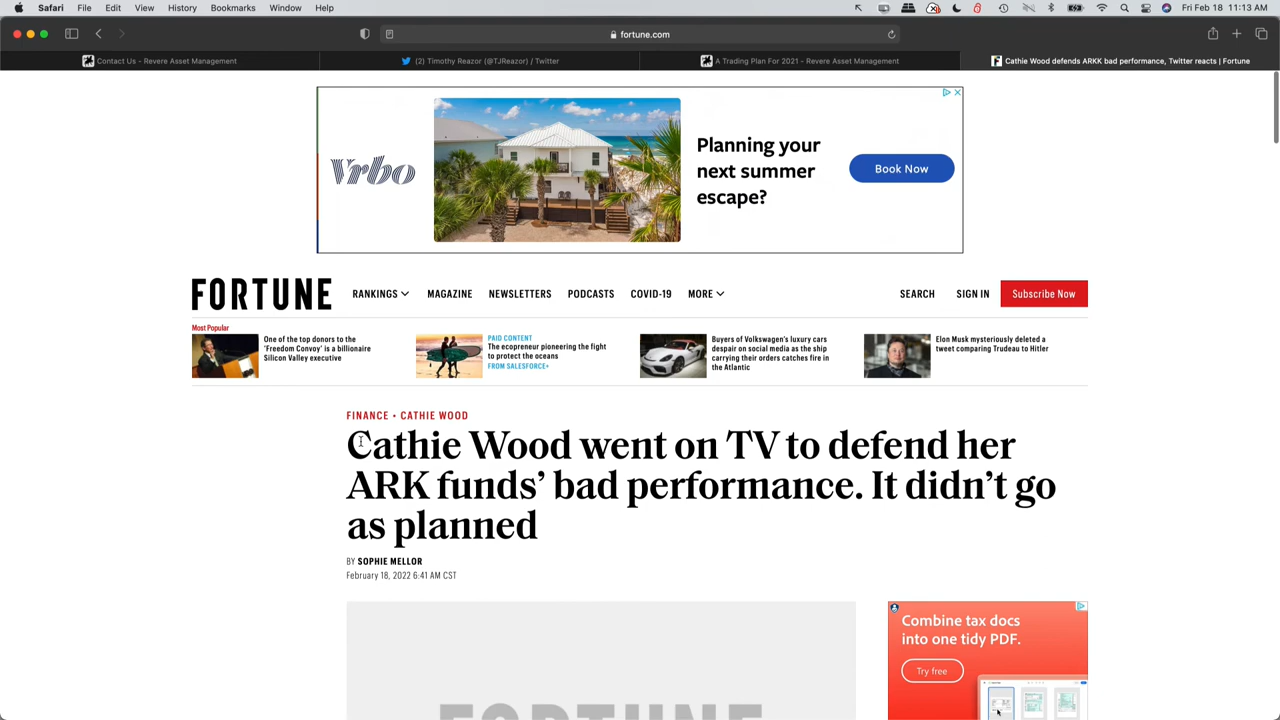 Safari File Edit View History Bookmarks Window Help
Fri Feb 18 11:13 AM
fortune.com
Contact Us - Revere Asset Management
(2) Timothy Reazor (@TJReazor) / Twitter
A Trading Plan For 2021 - Revere Asset Management
Cathie Wood defends ARKK bad performance, Twitter reacts | Fortune
Vrbo
Planning your
next summer
escape?
Book Now
FORTUNE
RANKINGS MAGAZINE NEWSLETTERS PODCASTS COVID-19 MORE
SEARCH SIGN IN Subscribe Now
Most Popular
One of the top donors to the
'Freedom Convoy' is a billionaire
Silicon Valley executive
PAID CONTENT
The ecopreneur pioneering the fight
to protect the oceans
FROM SALESFORCE+
Buyers of Volkswagen's luxury cars
despair on social media as the ship
carrying their orders catches fire in
the Atlantic
Elon Musk mysteriously deleted a
tweet comparing Trudeau to Hitler
FINANCE • CATHIE WOOD
Cathie Wood went on TV to defend her
ARK funds' bad performance. It didn't go
as planned
BY SOPHIE MELLOR
February 18, 2022 6:41 AM CST
FORTUNE
Combine tax docs
into one tidy PDF.
Try free